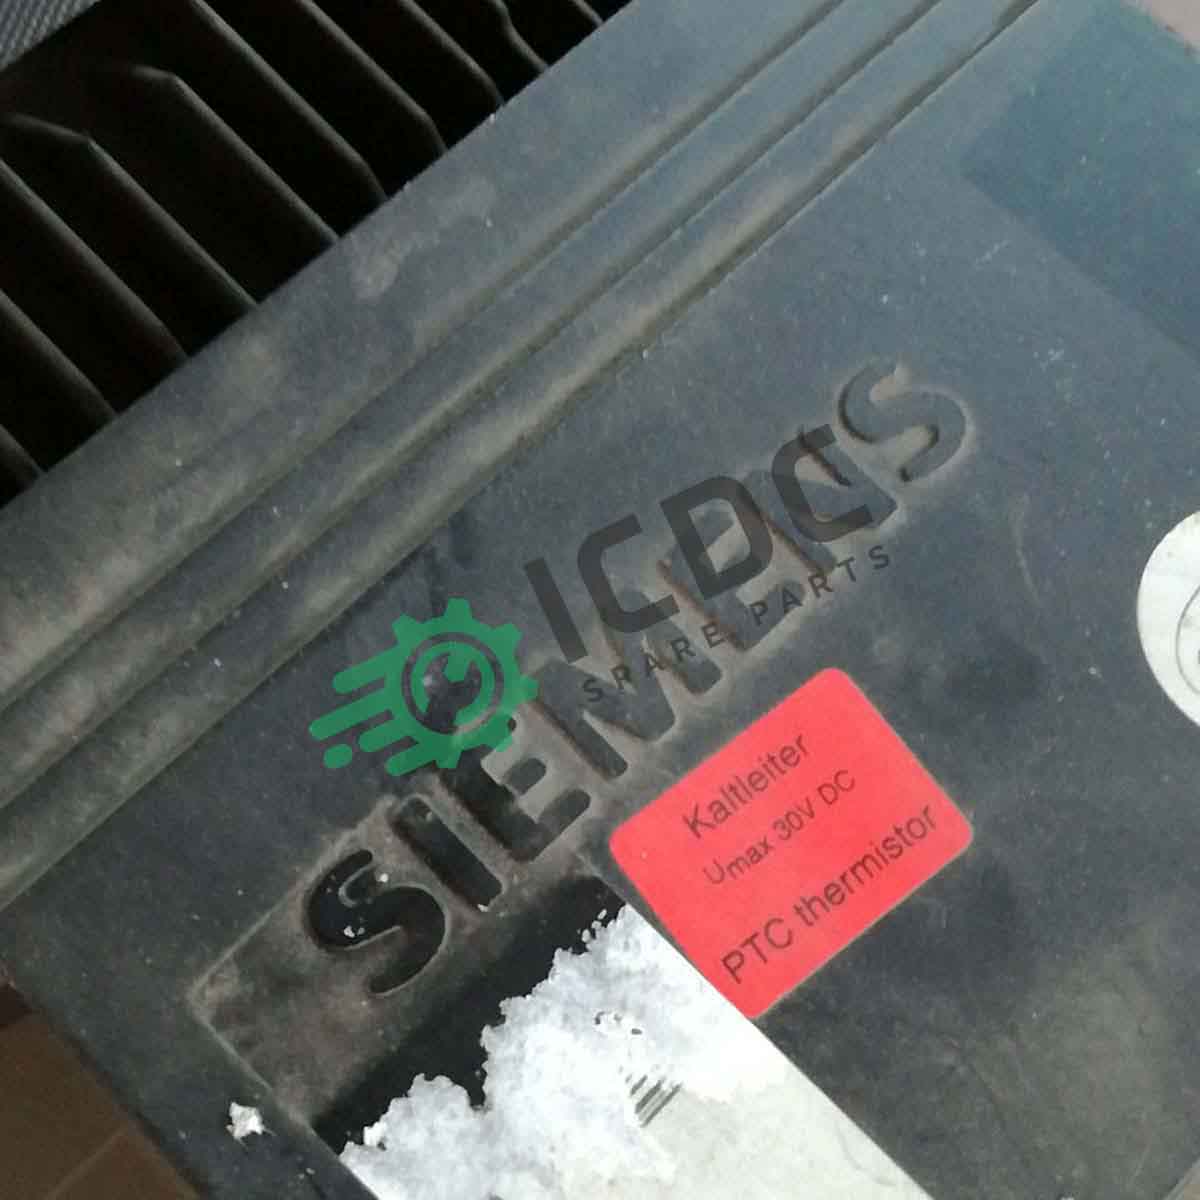 SIEMENS
ICDCS
SPARE PARTS
Kaltleiter
Umax 30V DC
PTC thermistor